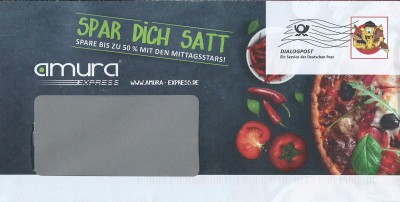 SPAR DICH SATT
SPARE BIS ZU 50 % MIT DEN MITTAGSSTARS!
amura
EXPRESS
WWW.AMURA-EXPRESS.DE
DIALOGPOST
Ein Service der Deutschen Post